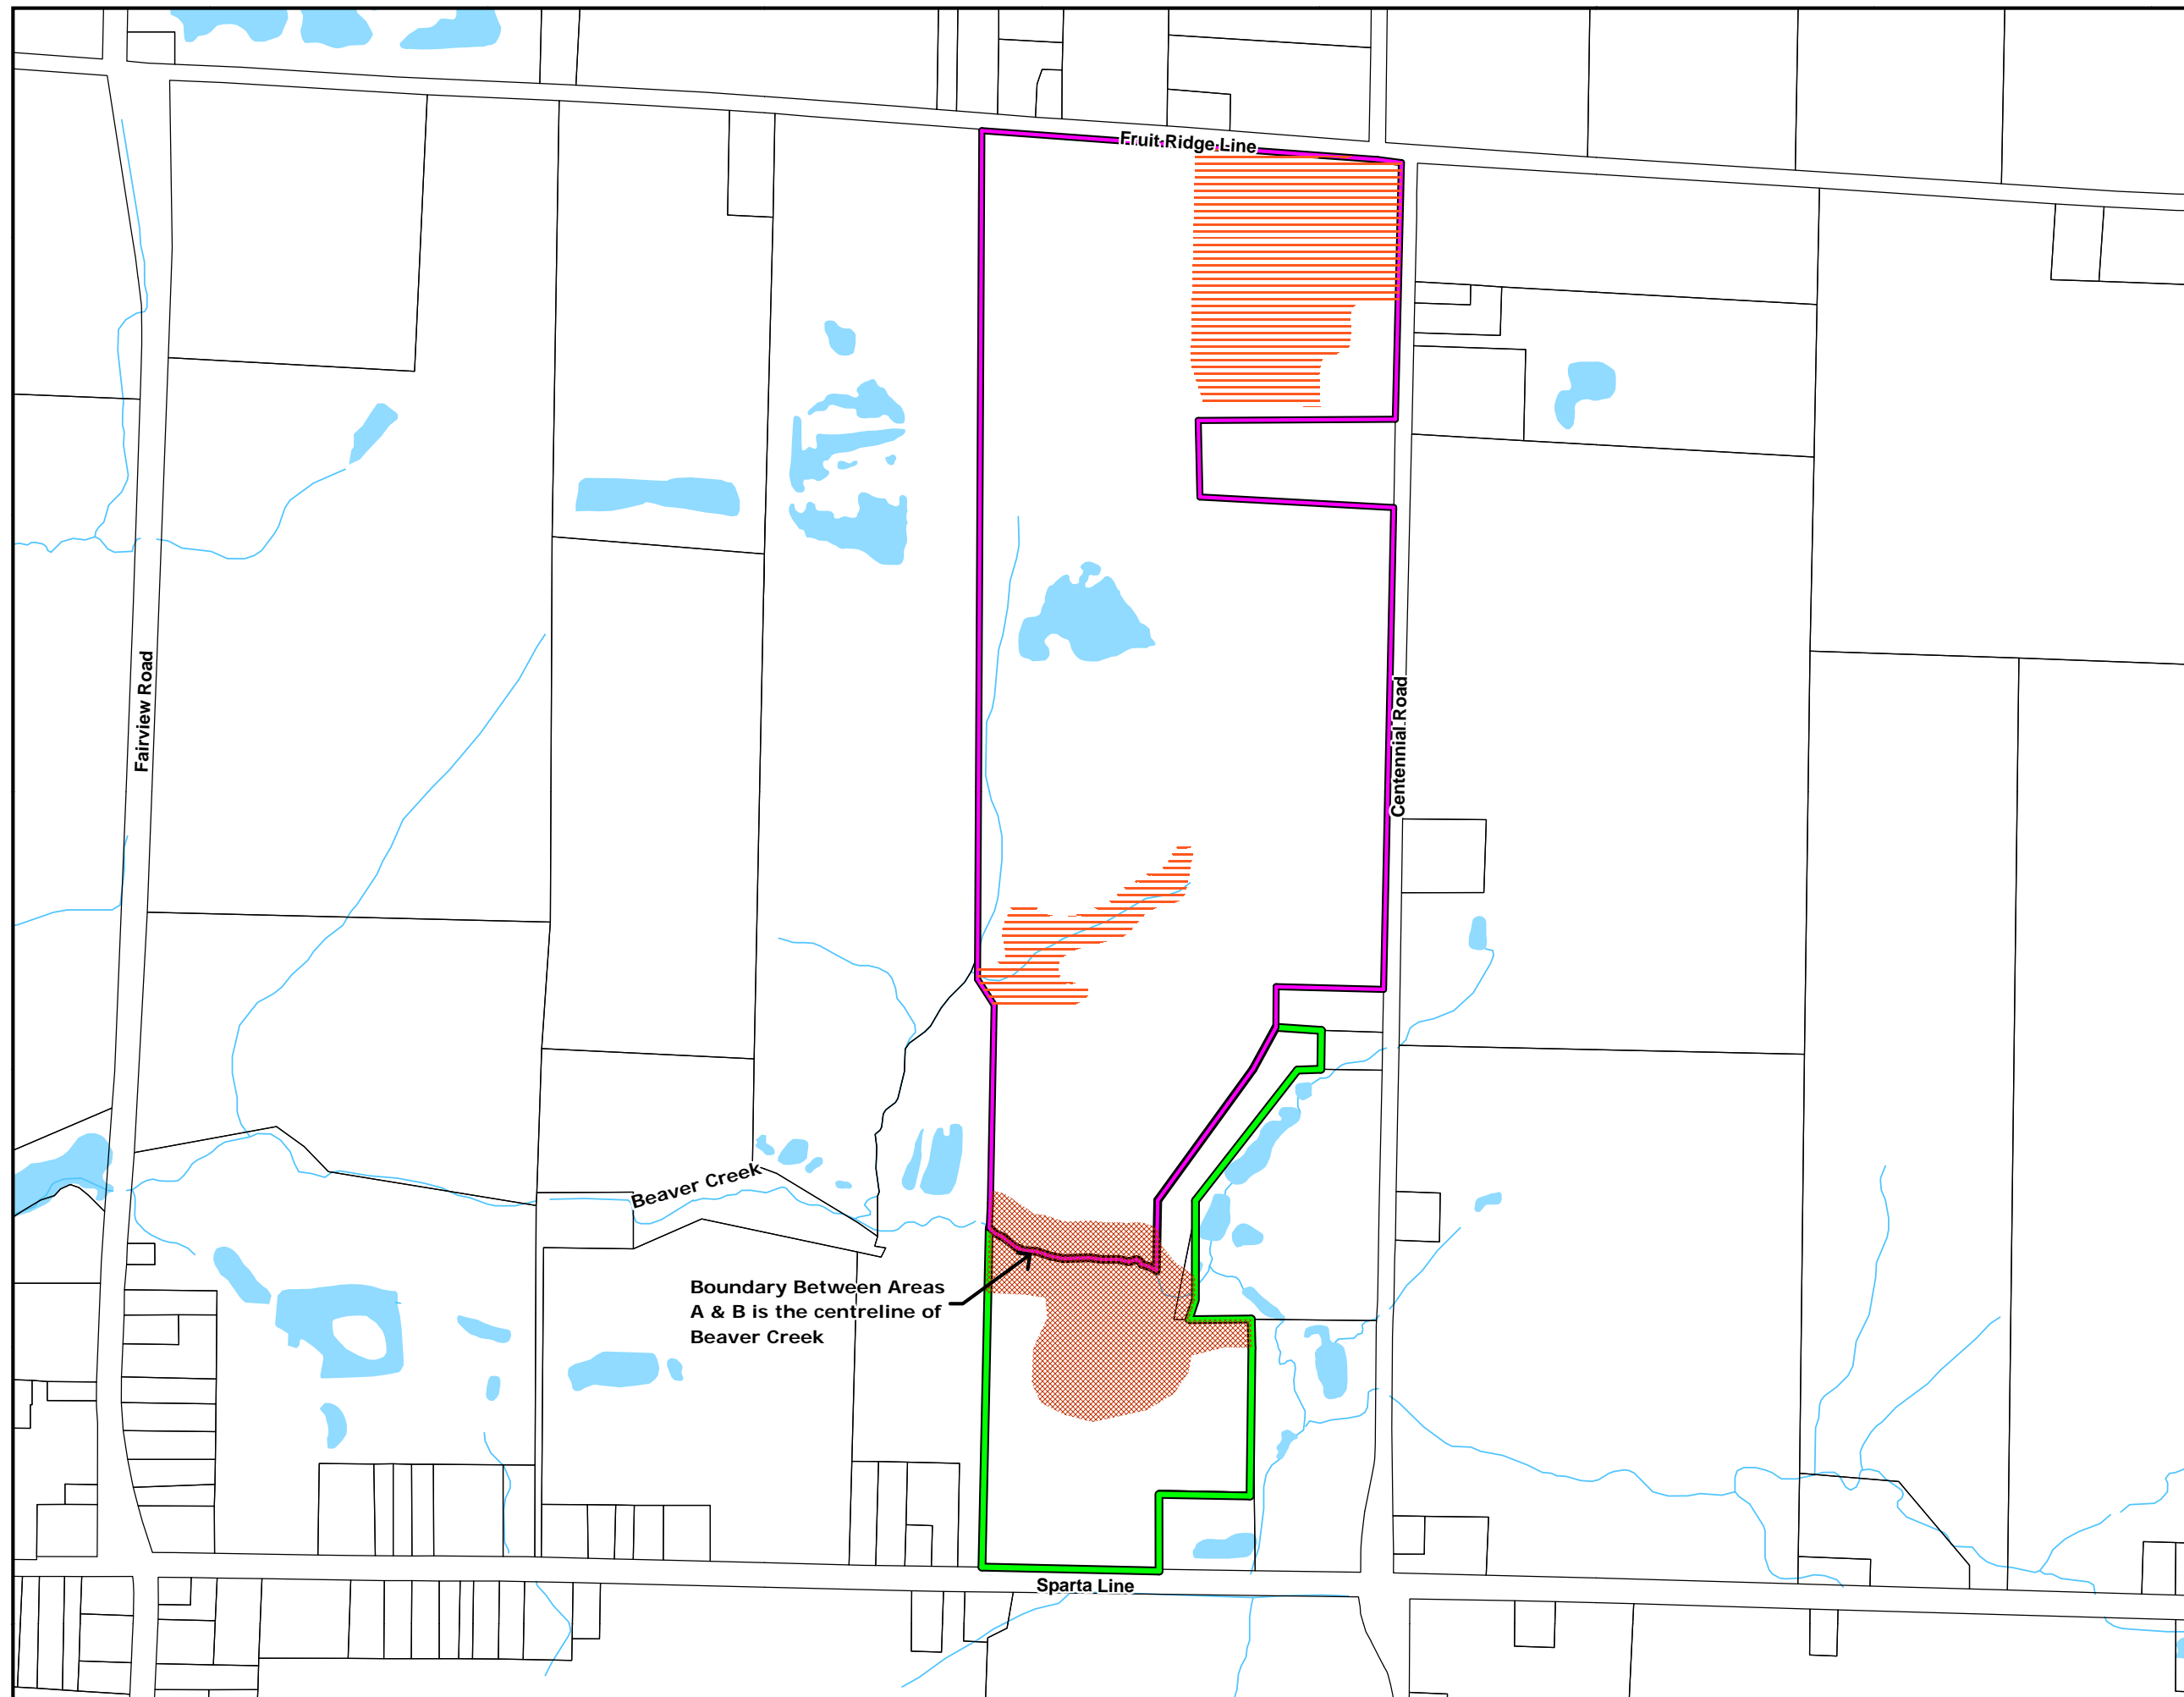 Fruit Ridge Line
Fairview Road
Centennial Road
Beaver Creek
Boundary Between Areas
A & B is the centreline of
Beaver Creek
Sparta Line